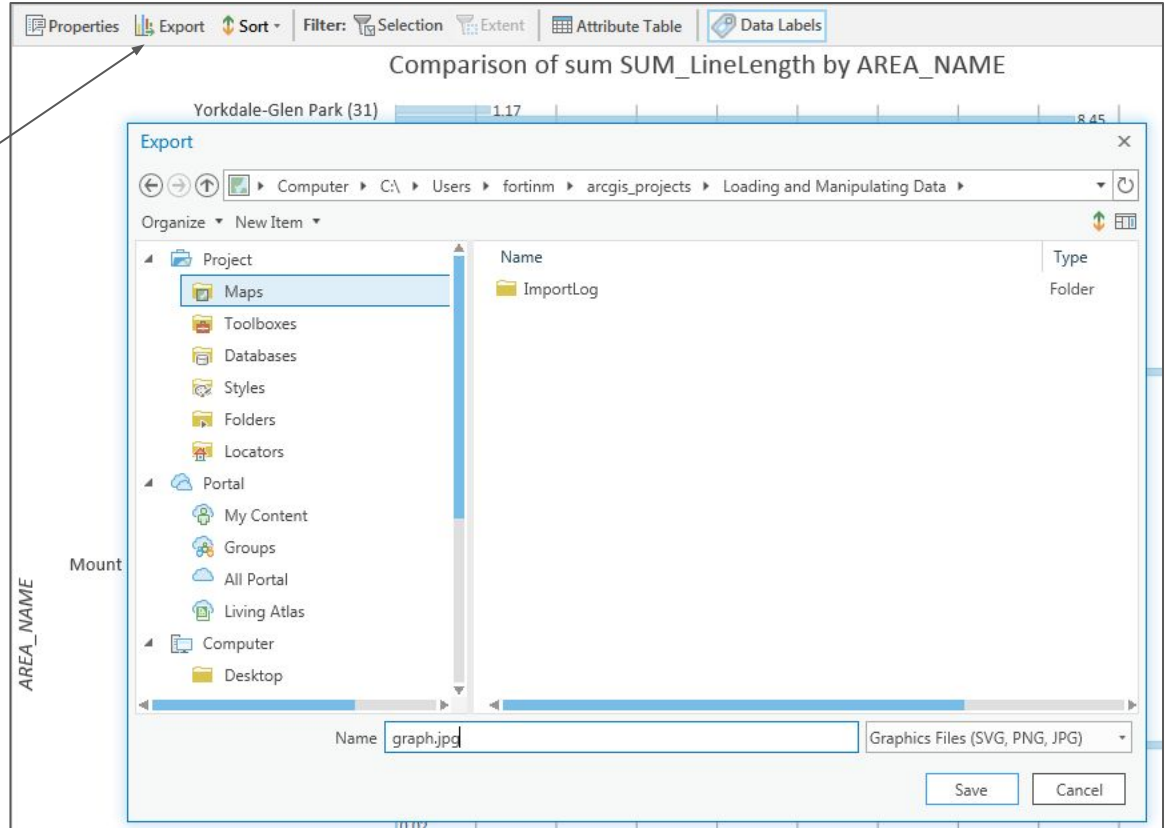 Properties Export Sort Filter: Selection Extent Attribute Table Data Labels
Comparison of sum SUM_LineLength by AREA_NAME
Yorkdale-Glen Park (31) 1.17
8.45
Export
Computer C:\ Users fortinm arcgis_projects Loading and Manipulating Data
Organize New Item
Project
Maps
Toolboxes
Databases
Styles
Folders
Locators
Portal
My Content
Groups
All Portal
Living Atlas
Computer
Desktop
Name Type
ImportLog Folder
Mount
AREA_NAME
Name graph.jpg Graphics Files (SVG, PNG, JPG)
Save Cancel
0.02